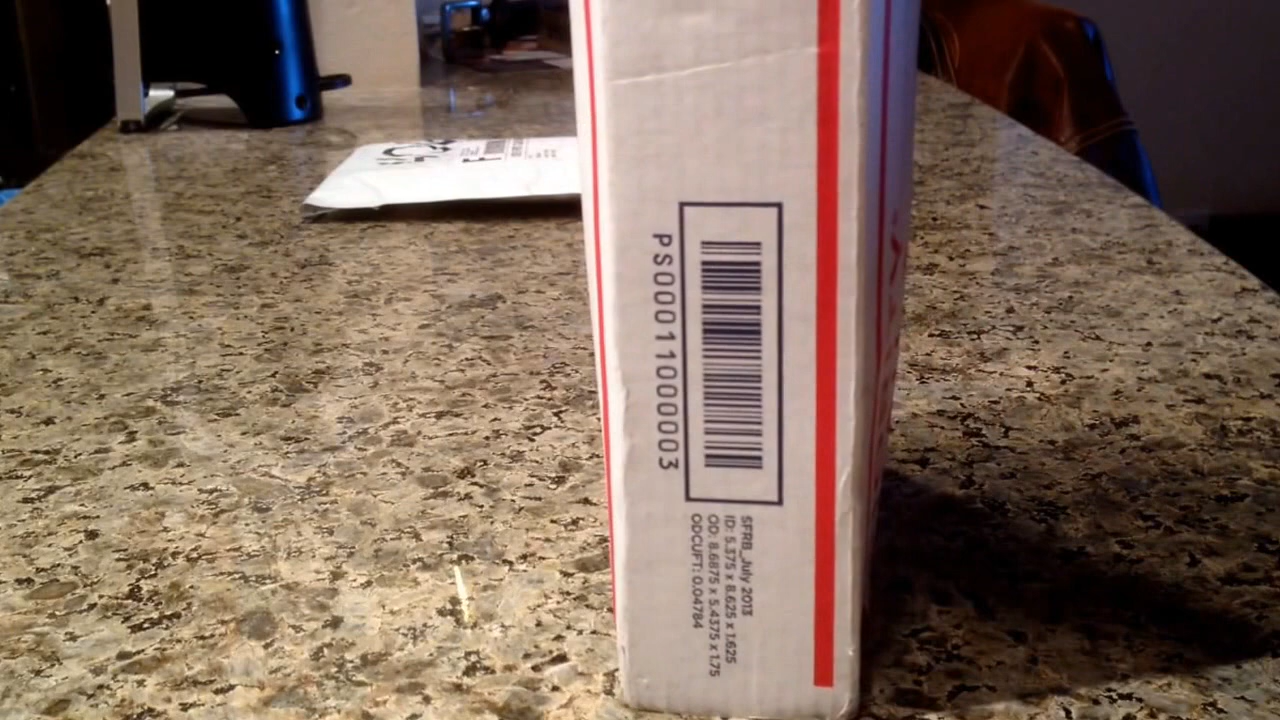 PS00011000003
SFRB_July 2013
ID: 5.375 x 8.625 x 1.625
OD: 8.6875 x 5.4375 x 1.75
ODCUFT: 0.04784